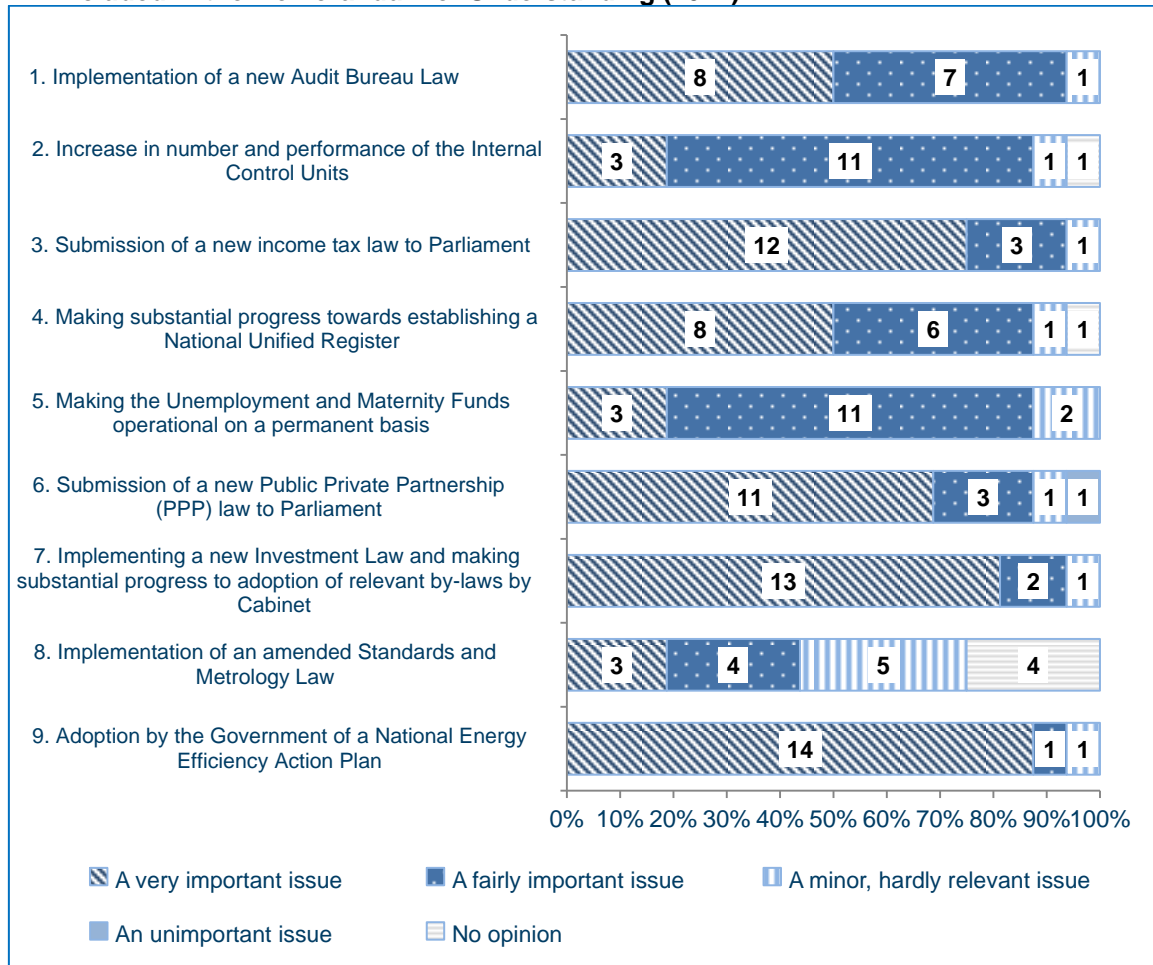 1. Implementation of a new Audit Bureau Law
8 7 1
2. Increase in number and performance of the Internal
Control Units
3 11 1 1
3. Submission of a new income tax law to Parliament
12 3 1
4. Making substantial progress towards establishing a
National Unified Register
8 6 1 1
5. Making the Unemployment and Maternity Funds
operational on a permanent basis
3 11 2
6. Submission of a new Public Private Partnership
(PPP) law to Parliament
11 3 1 1
7. Implementing a new Investment Law and making
substantial progress to adoption of relevant by-laws by
Cabinet
13 2 1
8. Implementation of an amended Standards and
Metrology Law
3 4 5 4
9. Adoption by the Government of a National Energy
Efficiency Action Plan
14 1 1
0% 10% 20% 30% 40% 50% 60% 70% 80% 90% 100%
A very important issue A fairly important issue A minor, hardly relevant issue
An unimportant issue No opinion